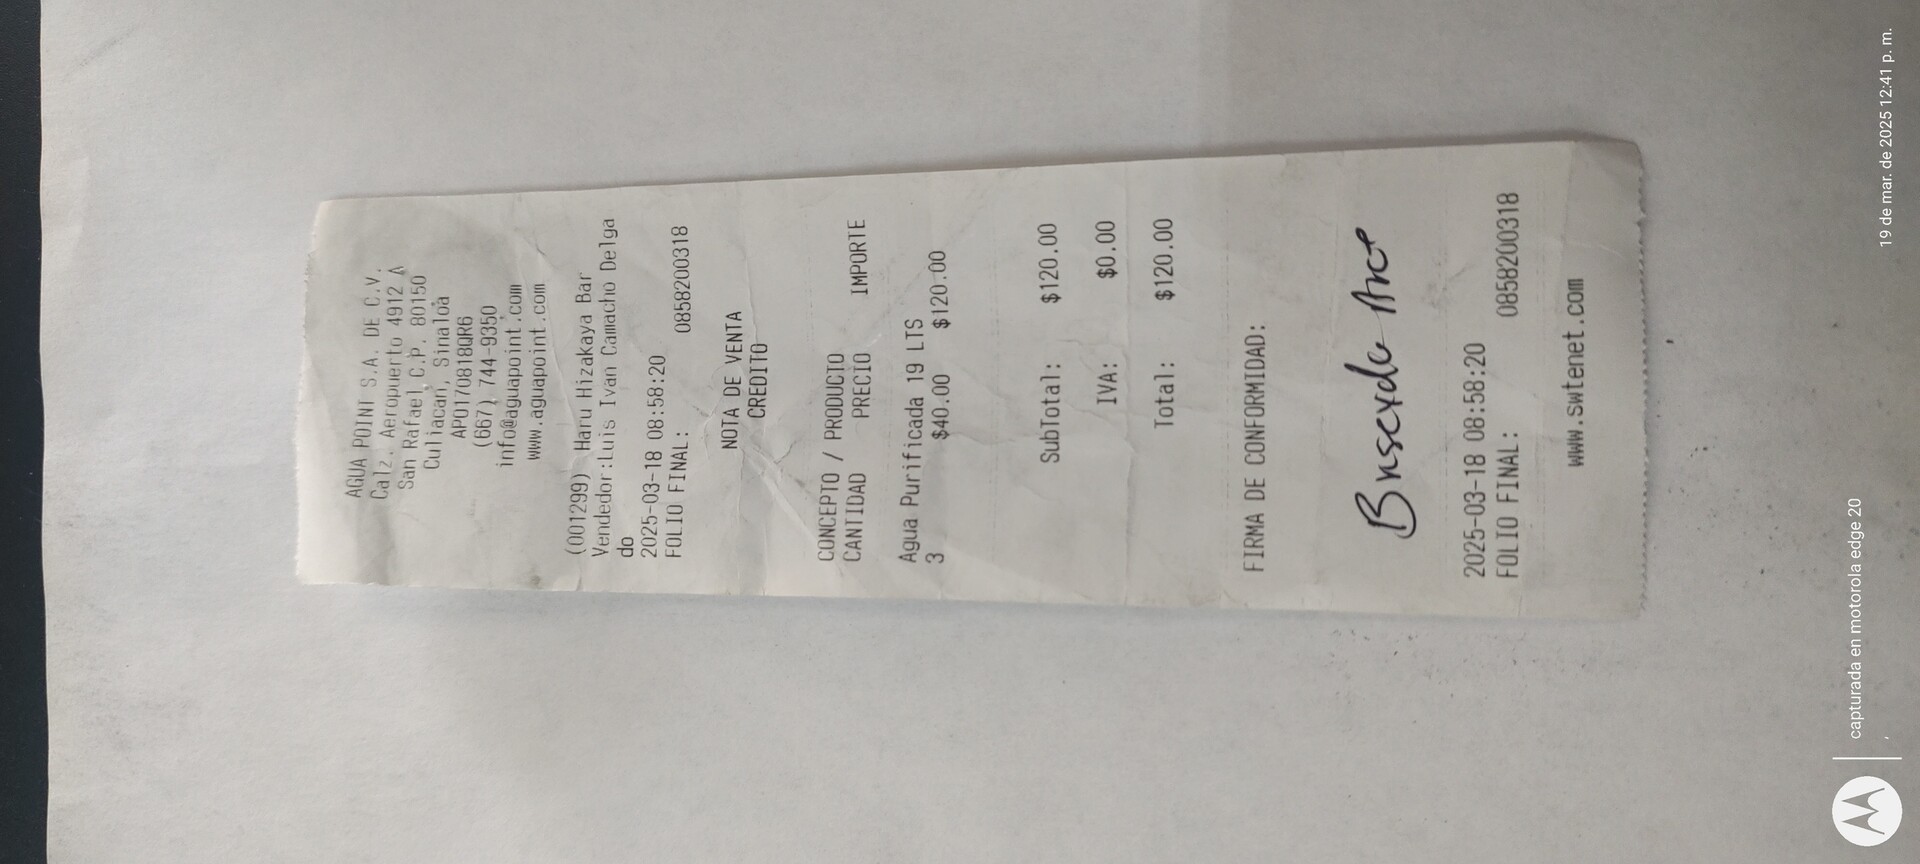 AGUA POINT S.A. DE C.V.
Calz. Aeropuerto 4912 A
San Rafael C.P. 80150
Culiacan, Sinaloa
APO170818QR6
(667) 744-9350
info@aguapoint.com
www.aguapoint.com
(001299) Haru Hizakaya Bar
Vendedor:Luis Ivan Camacho Delga
do
2025-03-18 08:58:20
FOLIO FINAL: 0858200318
NOTA DE VENTA
CREDITO
CONCEPTO / PRODUCTO
CANTIDAD PRECIO IMPORTE
Agua Purificada 19 LTS
3 $40.00 $120.00
SubTotal: $120.00
IVA: $0.00
Total: $120.00
FIRMA DE CONFORMIDAD:
2025-03-18 08:58:20
FOLIO FINAL: 0858200318
www.swtenet.com
capturada en motorola edge 20
19 de mar. de 2025 12:41 p. m.